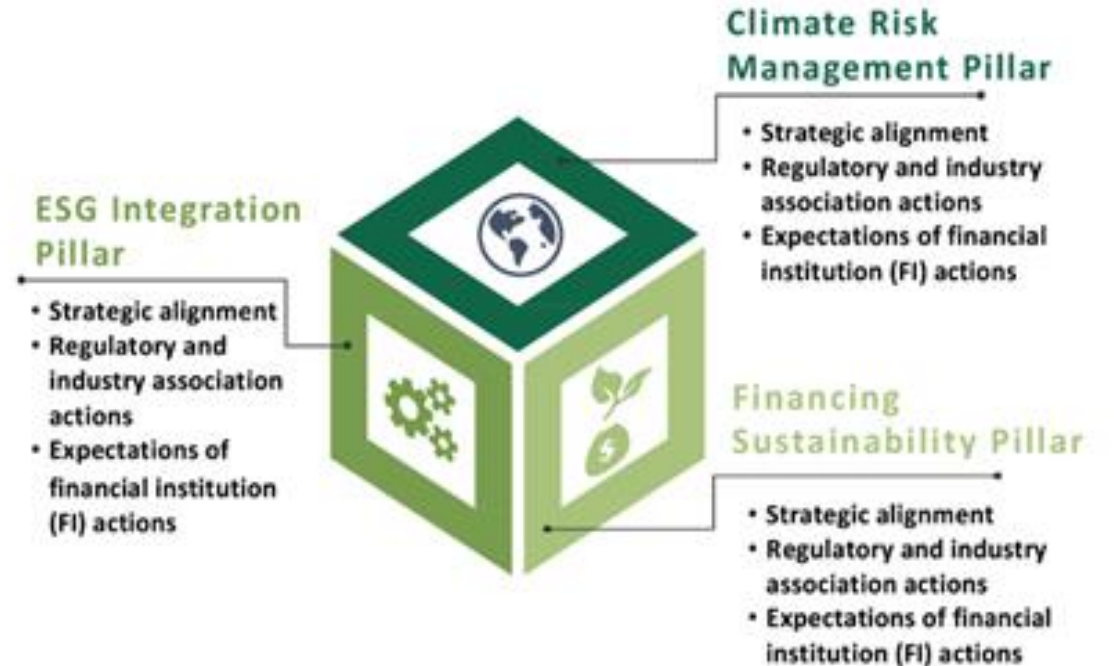 Climate Risk
Management Pillar
• Strategic alignment
• Regulatory and industry
association actions
• Expectations of financial
institution (FI) actions
ESG Integration
Pillar
• Strategic alignment
• Regulatory and
industry association
actions
• Expectations of
financial institution
(FI) actions
$
Financing
Sustainability Pillar
• Strategic alignment
• Regulatory and industry
association actions
• Expectations of financial
institution (FI) actions